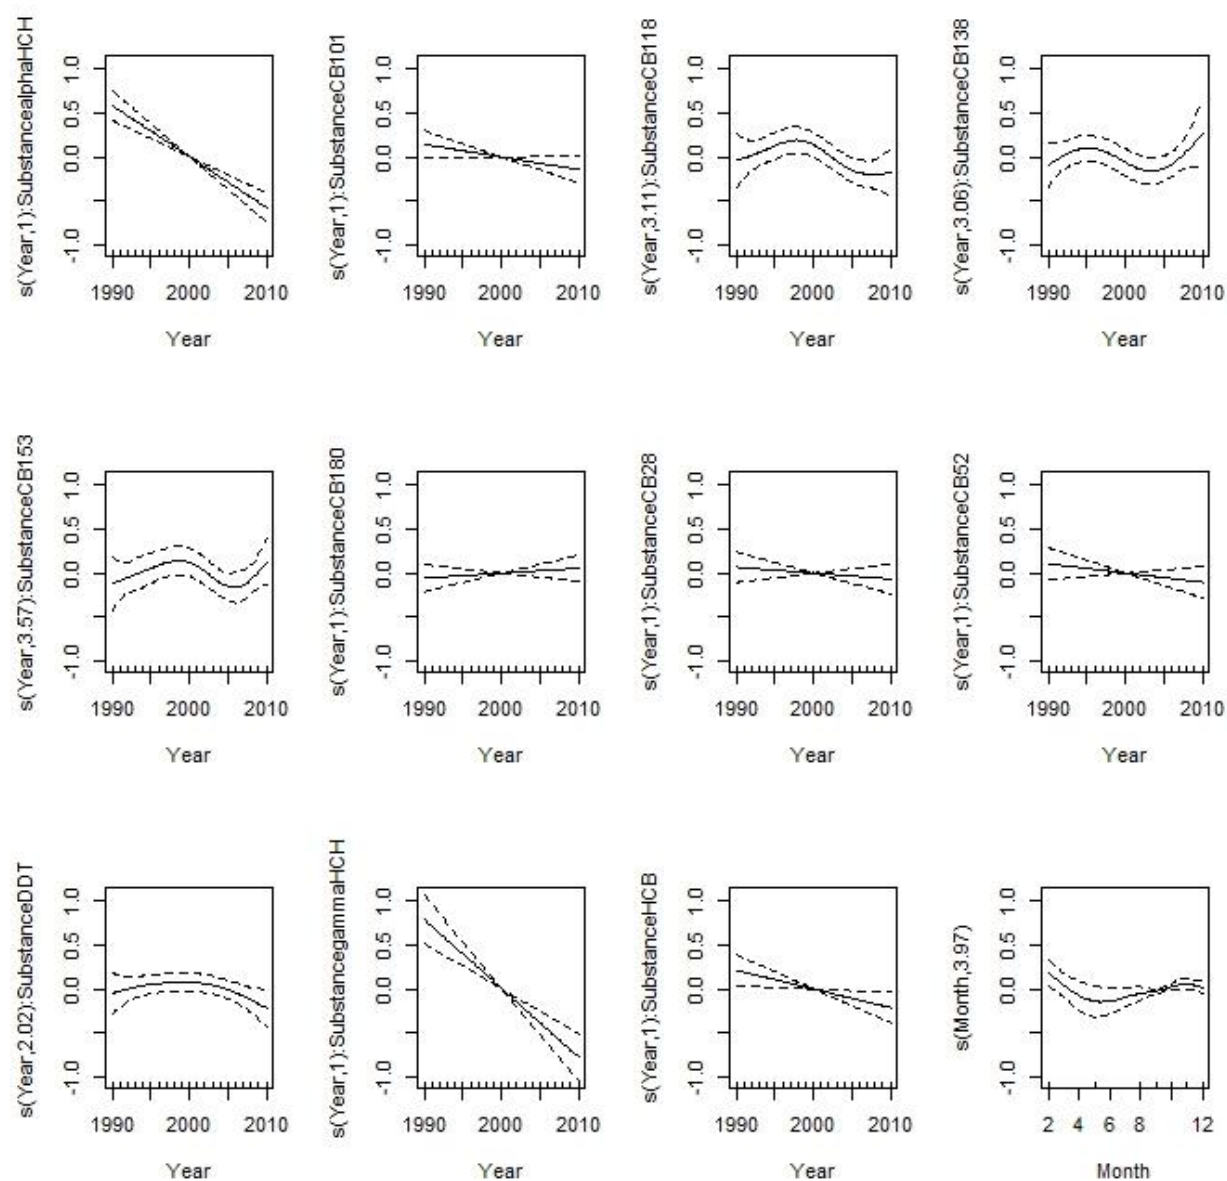 s(Year,1):SubstancealphaHCH
1.0
0.5
0.0
-1.0
1990 2000 2010
Year
s(Year,1):SubstanceCB101
1.0
0.5
0.0
-1.0
1990 2000 2010
Year
s(Year,3.11):SubstanceCB118
1.0
0.5
0.0
-1.0
1990 2000 2010
Year
s(Year,3.06):SubstanceCB138
1.0
0.5
0.0
-1.0
1990 2000 2010
Year
s(Year,3.57):SubstanceCB153
1.0
0.5
0.0
-1.0
1990 2000 2010
Year
s(Year,1):SubstanceCB180
1.0
0.5
0.0
-1.0
1990 2000 2010
Year
s(Year,1):SubstanceCB28
1.0
0.5
0.0
-1.0
1990 2000 2010
Year
s(Year,1):SubstanceCB52
1.0
0.5
0.0
-1.0
1990 2000 2010
Year
s(Year,2.02):SubstanceDDT
1.0
0.5
0.0
-1.0
1990 2000 2010
Year
s(Year,1):SubstancegammaHCH
1.0
0.5
0.0
-1.0
1990 2000 2010
Year
s(Year,1):SubstanceHCB
1.0
0.5
0.0
-1.0
1990 2000 2010
Year
s(Month,3.97)
1.0
0.5
0.0
-1.0
2 4 6 8 12
Month